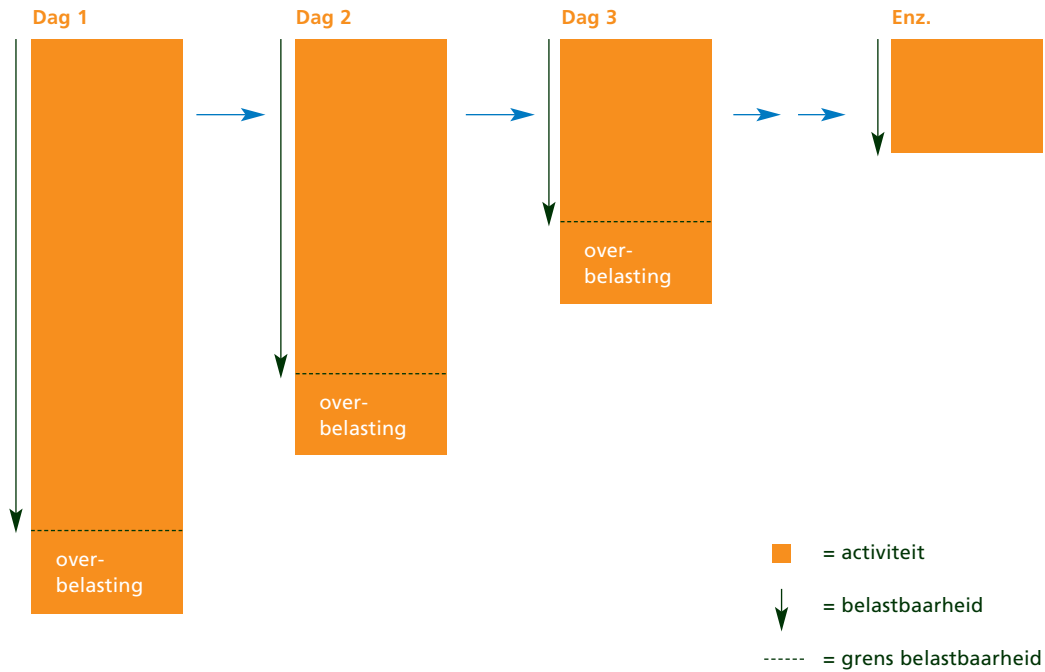 Dag 1
Dag 2
Dag 3
Enz.
over-
belasting
over-
belasting
over-
belasting
= activiteit
= belastbaarheid
= grens belastbaarheid